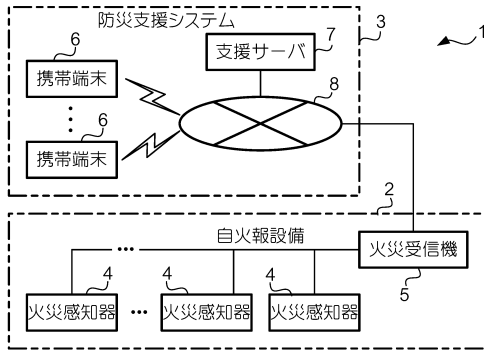 防災支援システム
3
1
6
携帯端末
支援サーバ
7
8
6
携帯端末
2
自火報設備
火災受信機
5
4
火災感知器
4
火災感知器
4
火災感知器